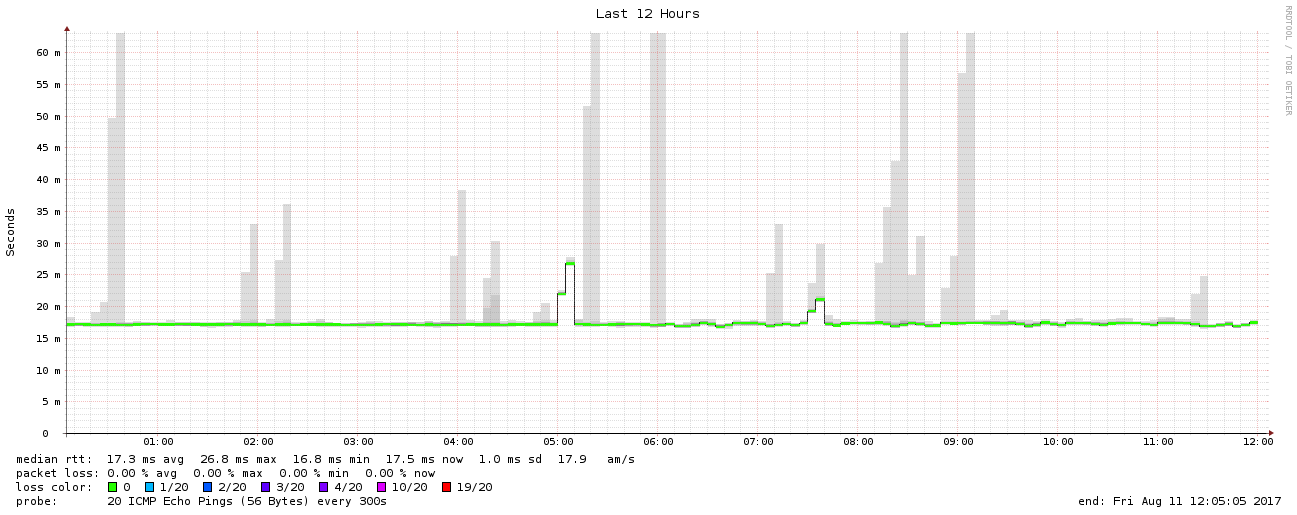 Last 12 Hours
RRDTOOL / TOBI OETIKER
Seconds
60 m
55 m
50 m
45 m
40 m
35 m
30 m
25 m
20 m
15 m
10 m
5 m
0
01:00 02:00 03:00 04:00 05:00 06:00 07:00 08:00 09:00 10:00 11:00 12:00
median rtt: 17.3 ms avg 26.8 ms max 16.8 ms min 17.5 ms now 1.0 ms sd 17.9 am/s
packet loss: 0.00 % avg 0.00 % max 0.00 % min 0.00 % now
loss color: 0 1/20 2/20 3/20 4/20 10/20 19/20
probe: 20 ICMP Echo Pings (56 Bytes) every 300s end: Fri Aug 11 12:05:05 2017